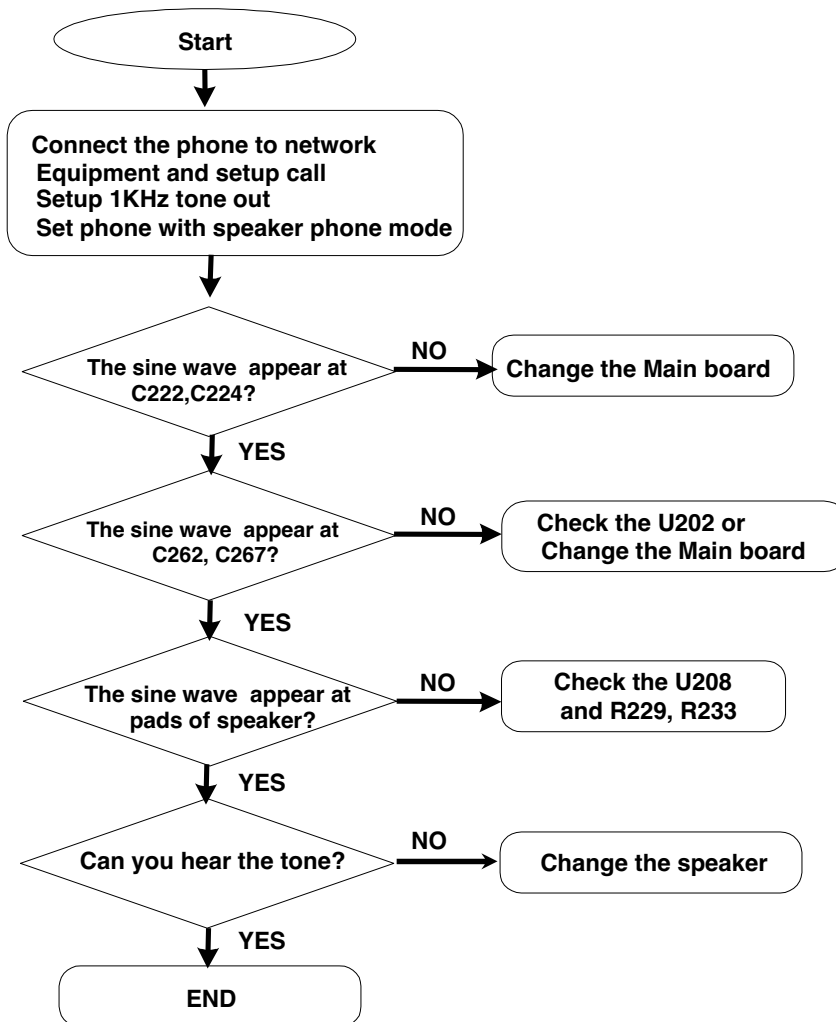 Start
Connect the phone to network
Equipment and setup call
Setup 1KHz tone out
Set phone with speaker phone mode
The sine wave appear at
C222,C224?
NO
Change the Main board
YES
The sine wave appear at
C262, C267?
NO
Check the U202 or
Change the Main board
YES
The sine wave appear at
pads of speaker?
NO
Check the U208
and R229, R233
YES
Can you hear the tone?
NO
Change the speaker
YES
END